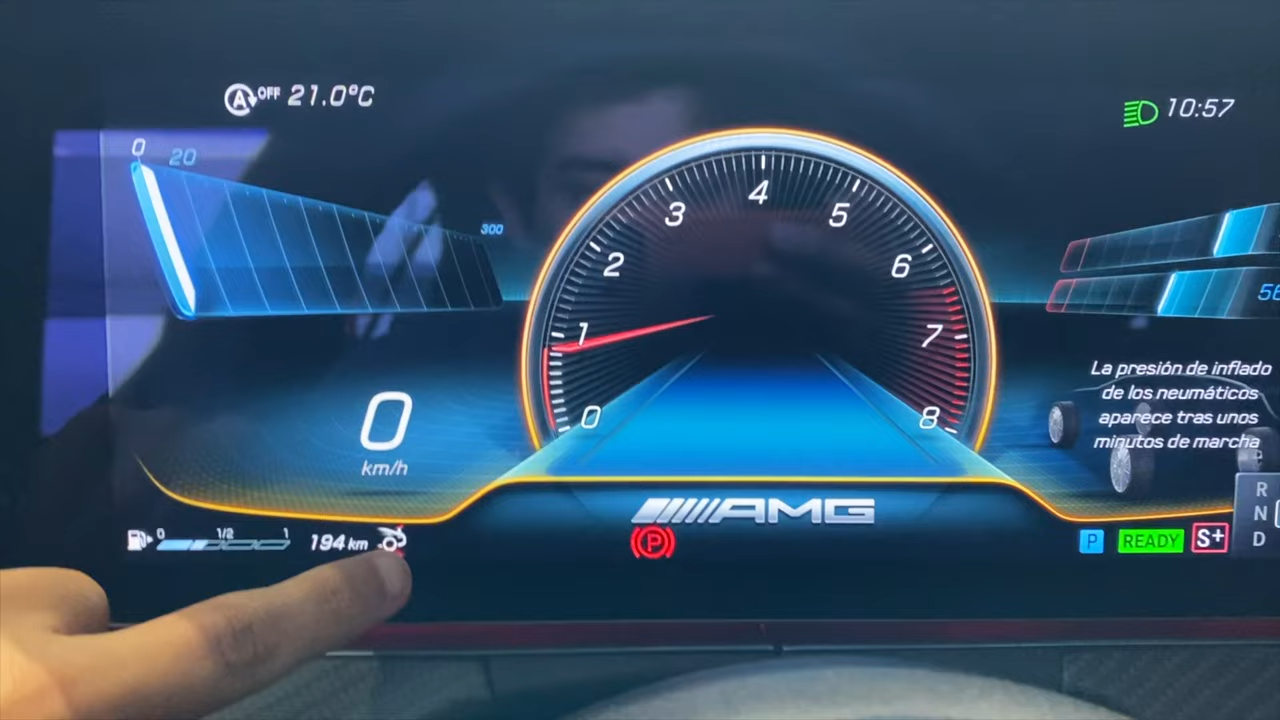 A OFF 21.0°C
10:57
0 20
300
0 1 2 3 4 5 6 7 8
56
La presión de inflado
de los neumáticos
aparece tras unos
minutos de marcha
0
km/h
AMG
R
N
D
0 1/2 1 194 km
P
P READY S+